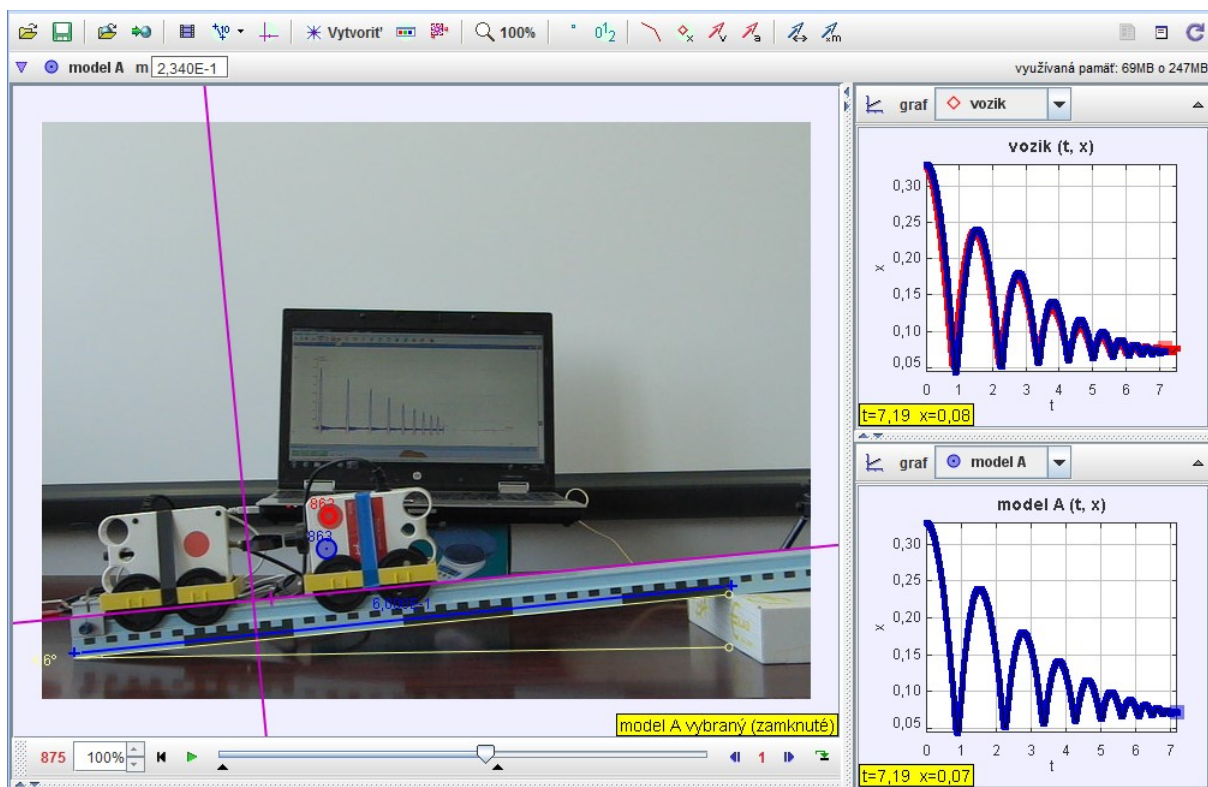 Vytvoriť 100% 0¹₂ x v a m
model A m 2,340E-1 využívaná pamäť: 69MB o 247MB
graf vozik
vozik (t, x)
0,30
0,25
0,20
0,15
0,10
0,05
x
0 1 2 3 4 5 6 7
t
t=7,19 x=0,08
graf model A
model A (t, x)
0,30
0,25
0,20
0,15
0,10
0,05
x
0 1 2 3 4 5 6 7
t
t=7,19 x=0,07
863
863
model A vybraný (zamknuté)
875 100% 1